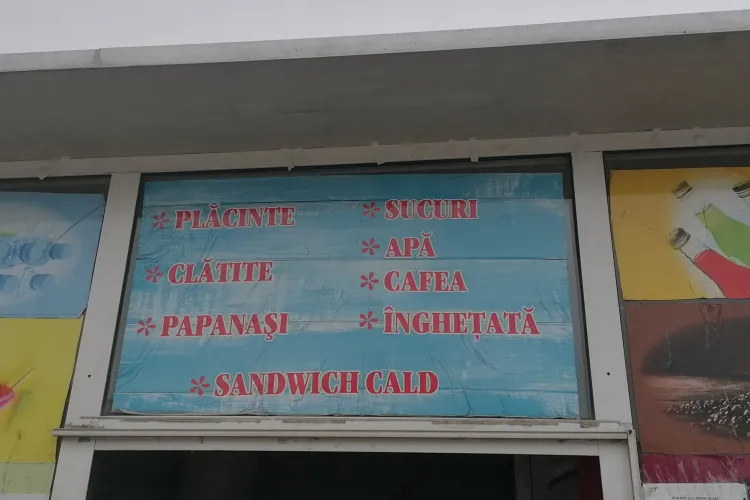 * PLĂCINTE
* CLĂTITE
* PAPANAŞI
* SUCURI
* APĂ
* CAFEA
* ÎNGHEȚATĂ
* SANDWICH CALD